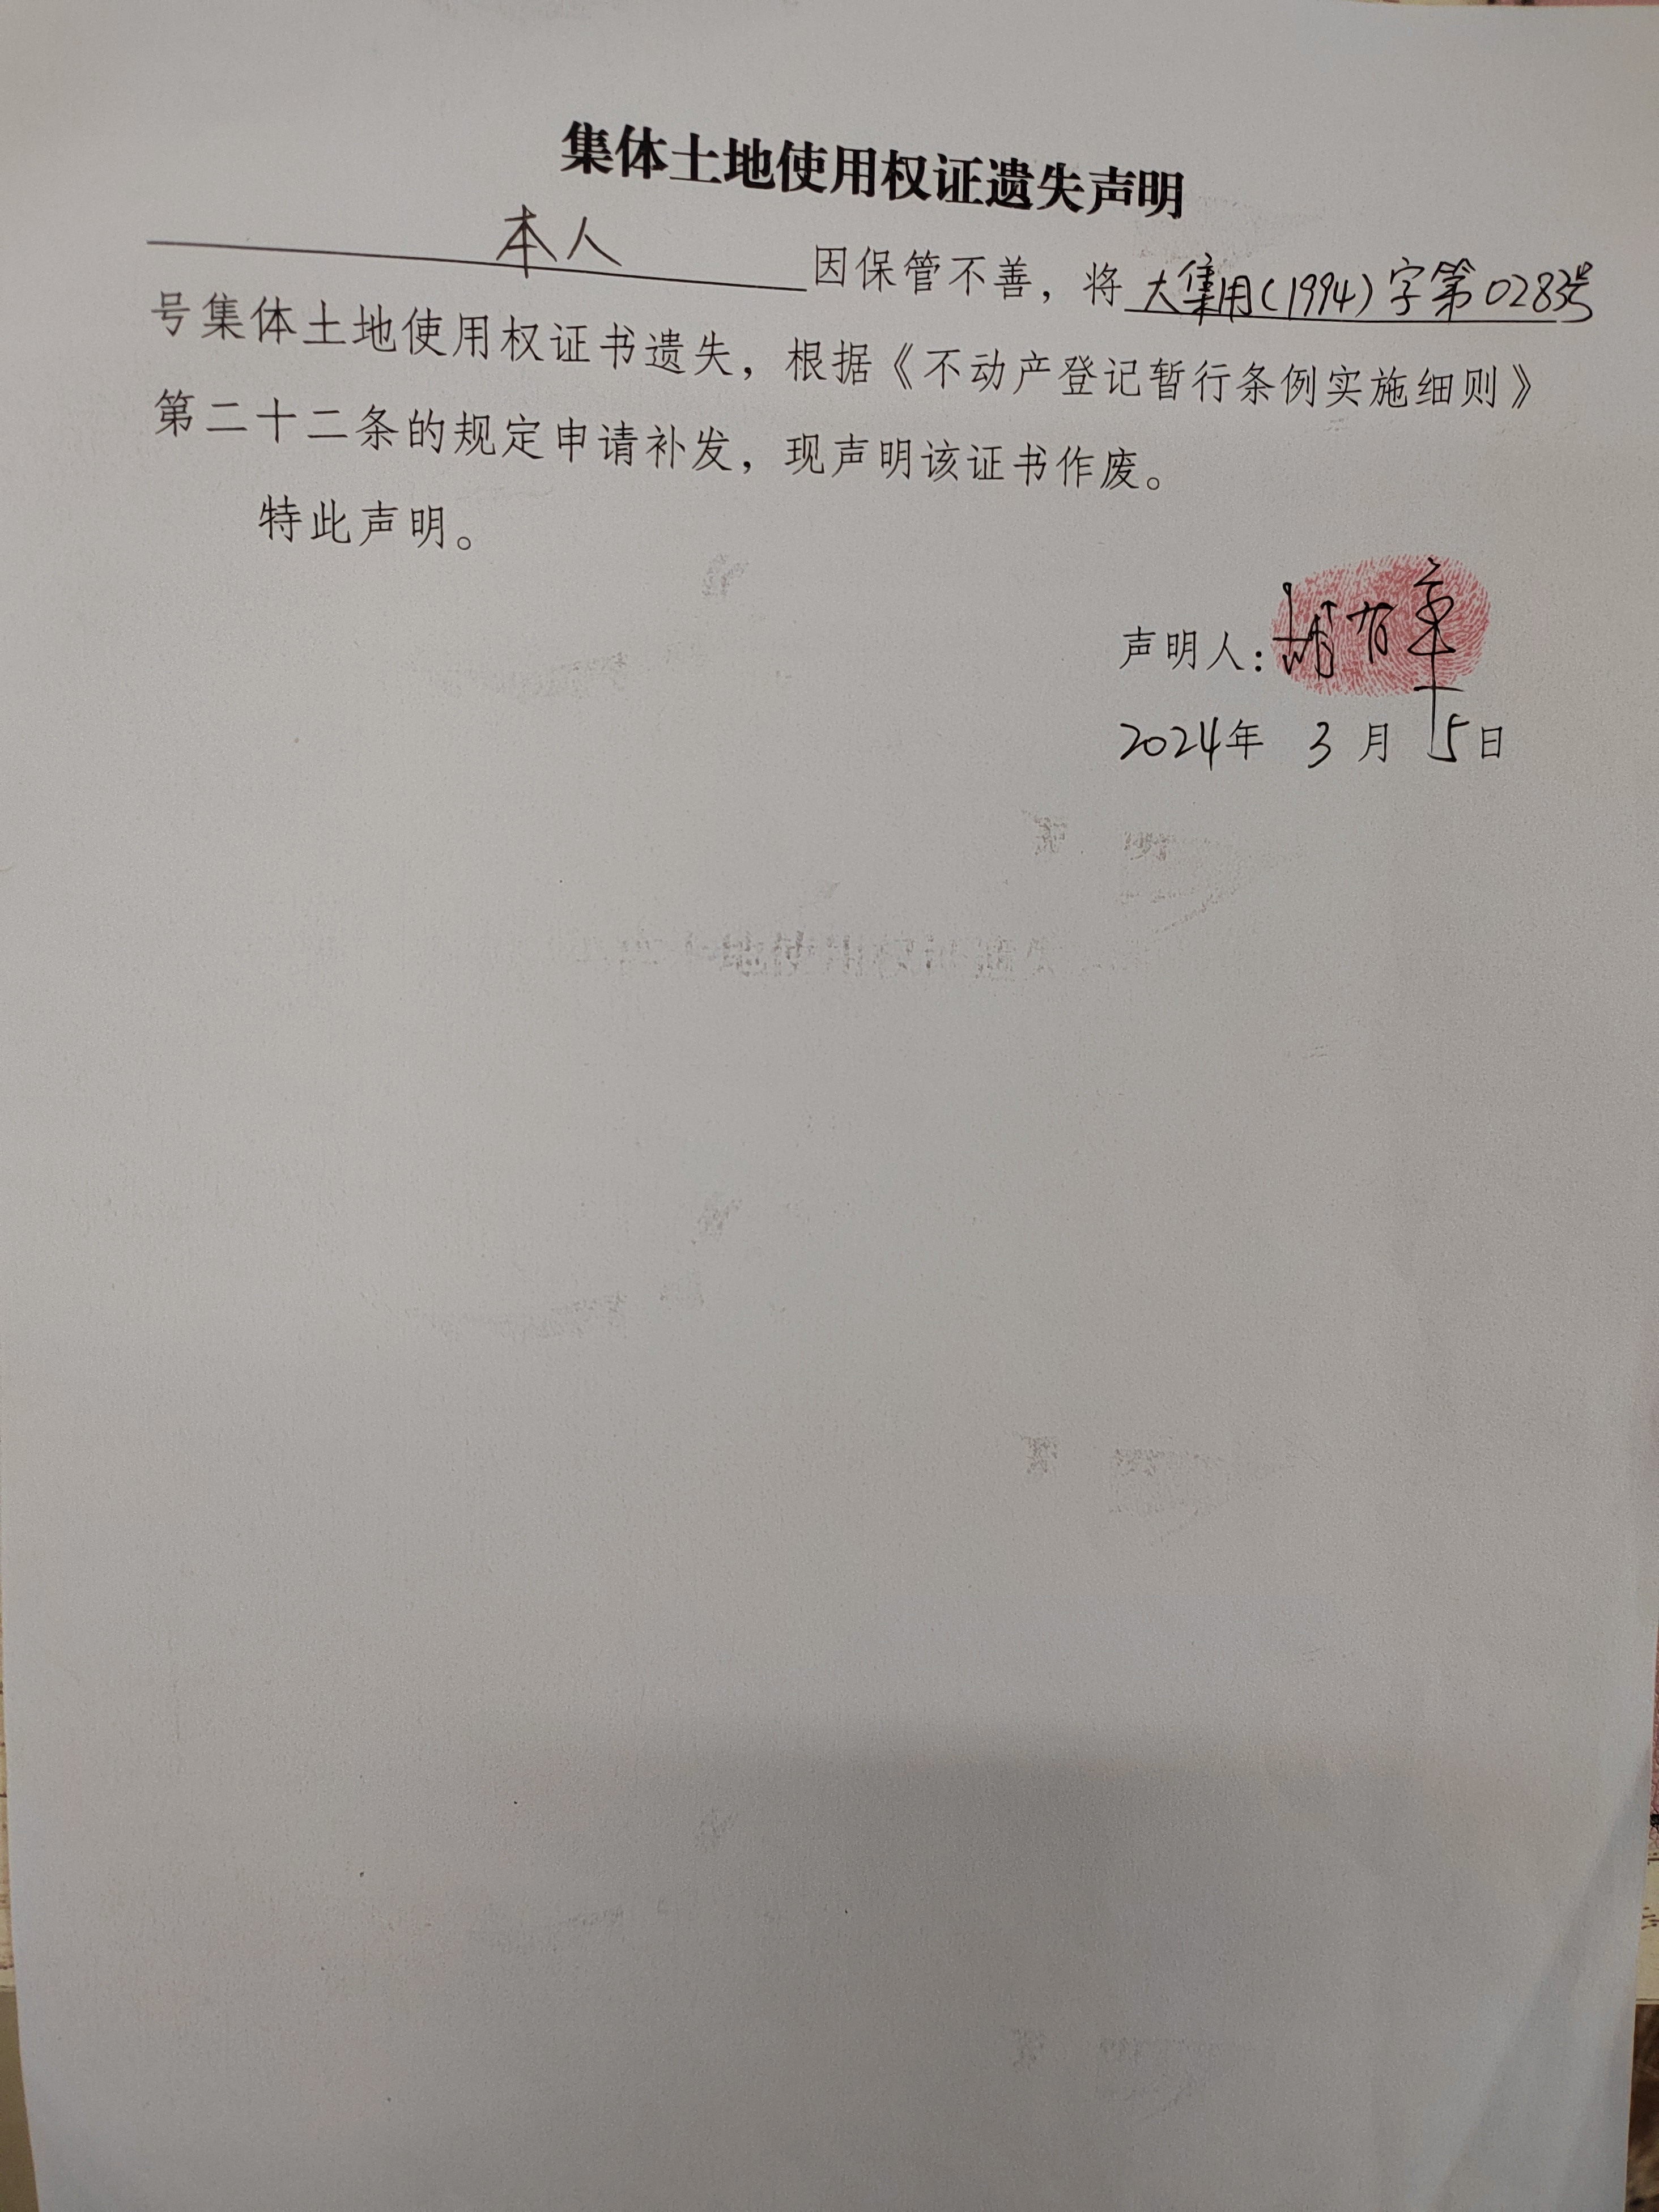 集体土地使用权证遗失声明
本人因保管不善，将大集用(1994)字第0283号
号集体土地使用权证书遗失，根据《不动产登记暂行条例实施细则》
第二十二条的规定申请补发，现声明该证书作废。
特此声明。
声明人：
2024年 3月 15日